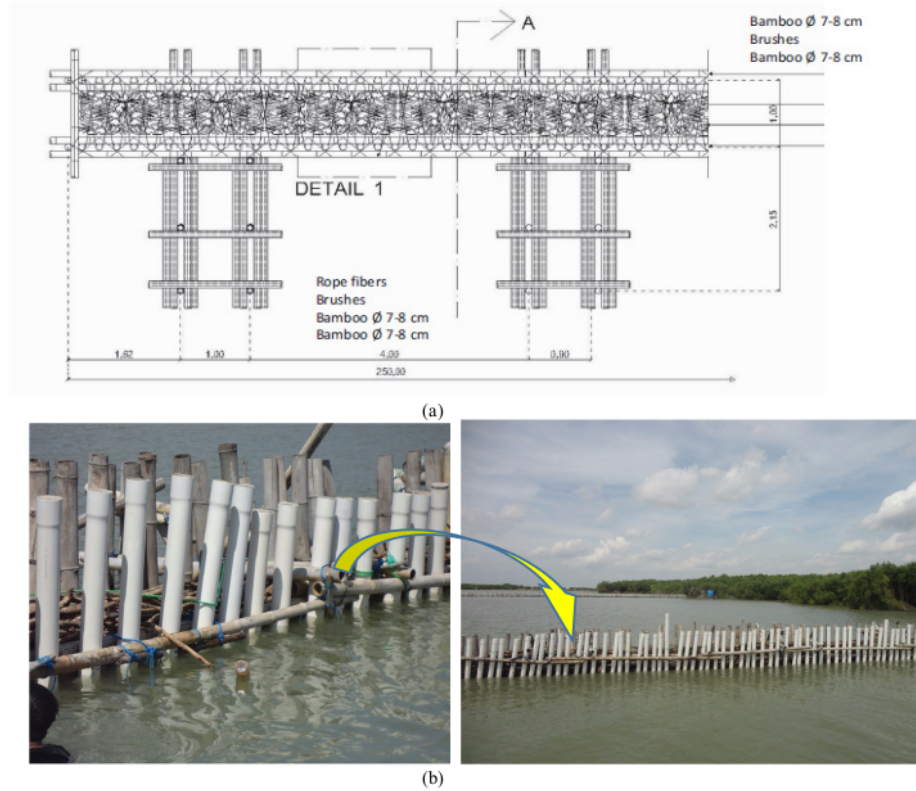 A
Bamboo Ø 7-8 cm
Brushes
Bamboo Ø 7-8 cm
1,00
DETAIL 1
2,15
Rope fibers
Brushes
Bamboo Ø 7-8 cm
Bamboo Ø 7-8 cm
1,62
1,00
4,00
0,90
250,00
(a)
(b)